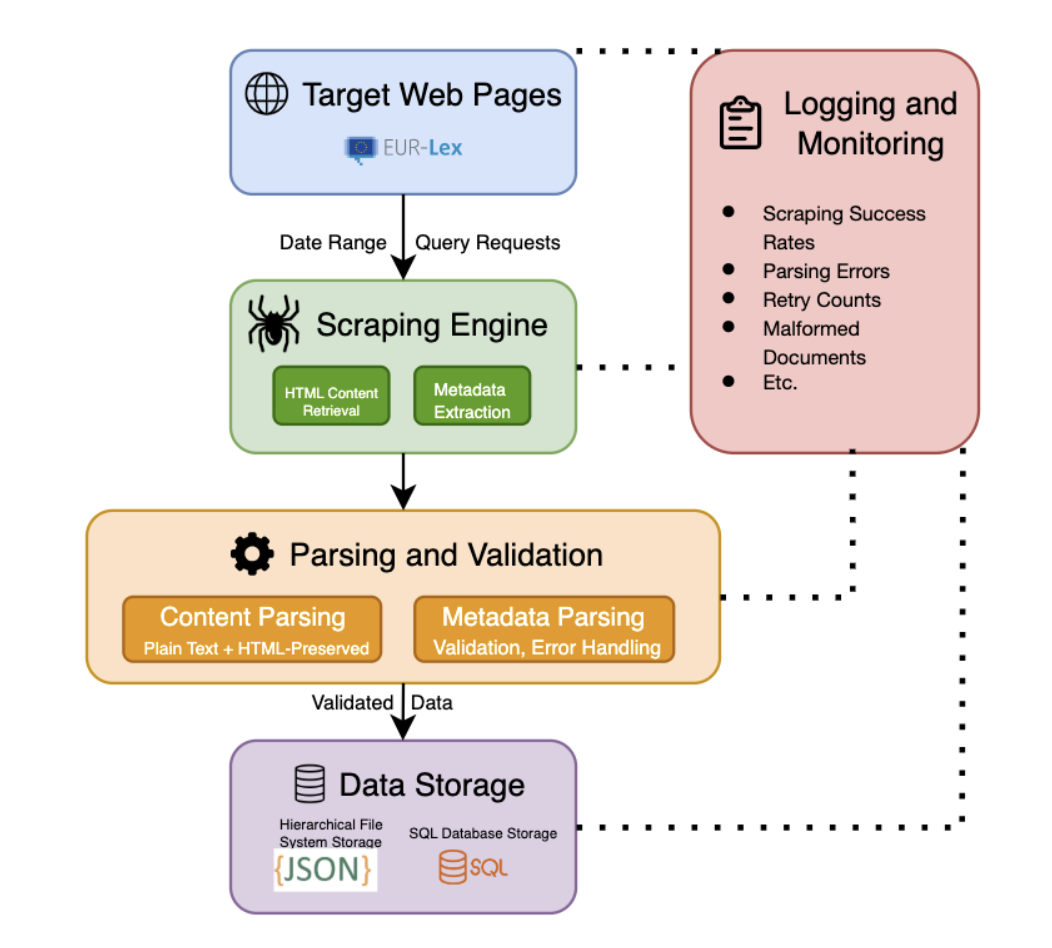 Target Web Pages
EUR-Lex
Date Range
Query Requests
Scraping Engine
HTML Content
Retrieval
Metadata
Extraction
Parsing and Validation
Content Parsing
Plain Text + HTML-Preserved
Metadata Parsing
Validation, Error Handling
Validated
Data
Data Storage
Hierarchical File
System Storage
{JSON}
SQL Database Storage
SQL
Logging and
Monitoring
Scraping Success
Rates
Parsing Errors
Retry Counts
Malformed
Documents
Etc.